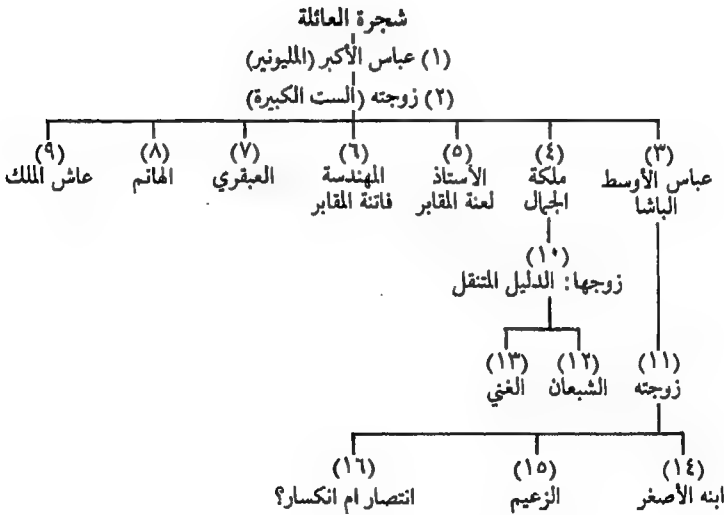 شجرة العائلة
(١) عباس الأكبر (المليونير)
(٢) زوجته (الست الكبيرة)
(٣) (٤) (٥) (٦) (٧) (٨) (٩)
عباس الأوسط ملكة الأستاذ المهندسة العبقري الهانم عاش الملك
الباشا الجمال لعنة المقابر فاتنة المقابر
(١٠)
زوجها: الدليل المتنقل
(١١) (١٢) (١٣)
زوجته الشبعان الغني
(١٤) (١٥) (١٦)
ابنه الأصغر الزعيم انتصار ام انكسار؟